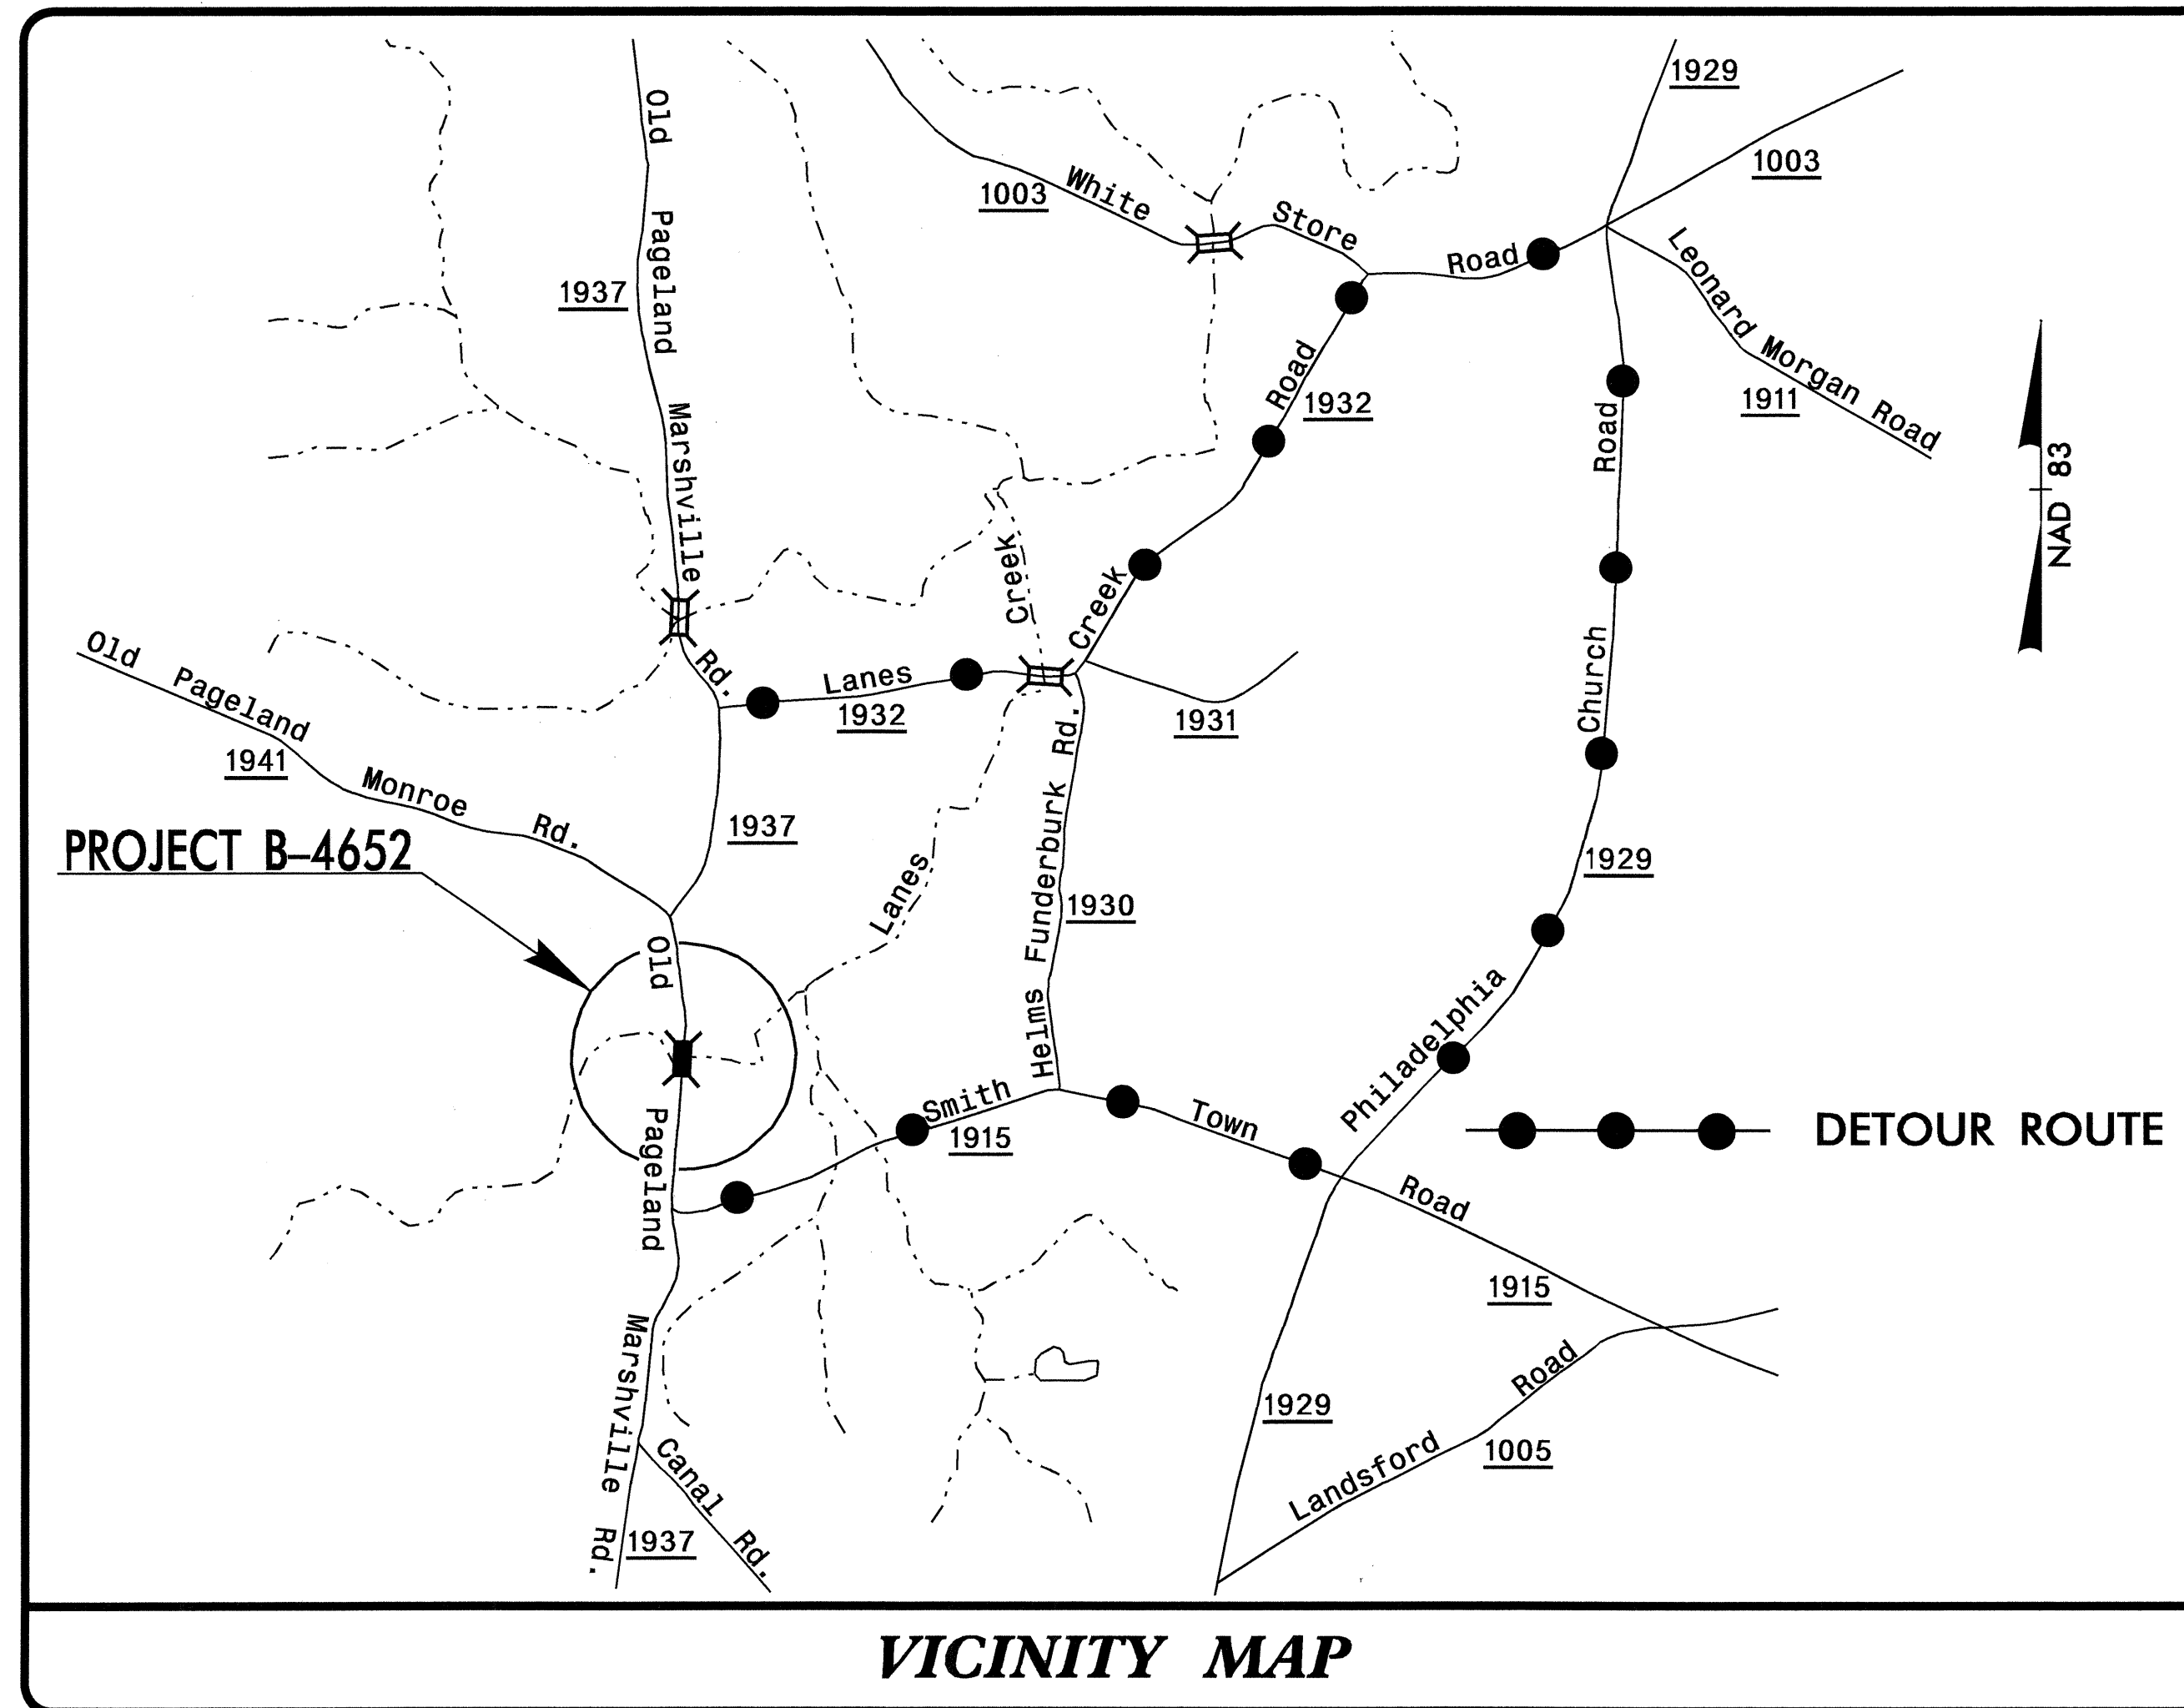 1929
1003
Old Pageland Marshville Rd.
1937
1003
White Store Road
Leonard Morgan Road
1911
Road
1932
NAD 83
Creek
Creek
Lanes
1932
1931
Old Pageland Monroe Rd.
1941
1937
PROJECT B-4652
Lanes
Helms Funderburk Rd.
1930
Philadelphia Church Road
1929
Old Pageland Marshville Rd.
Smith Town Road
1915
DETOUR ROUTE
1915
1929
Landsford Road
1005
Canal Rd.
1937
VICINITY MAP